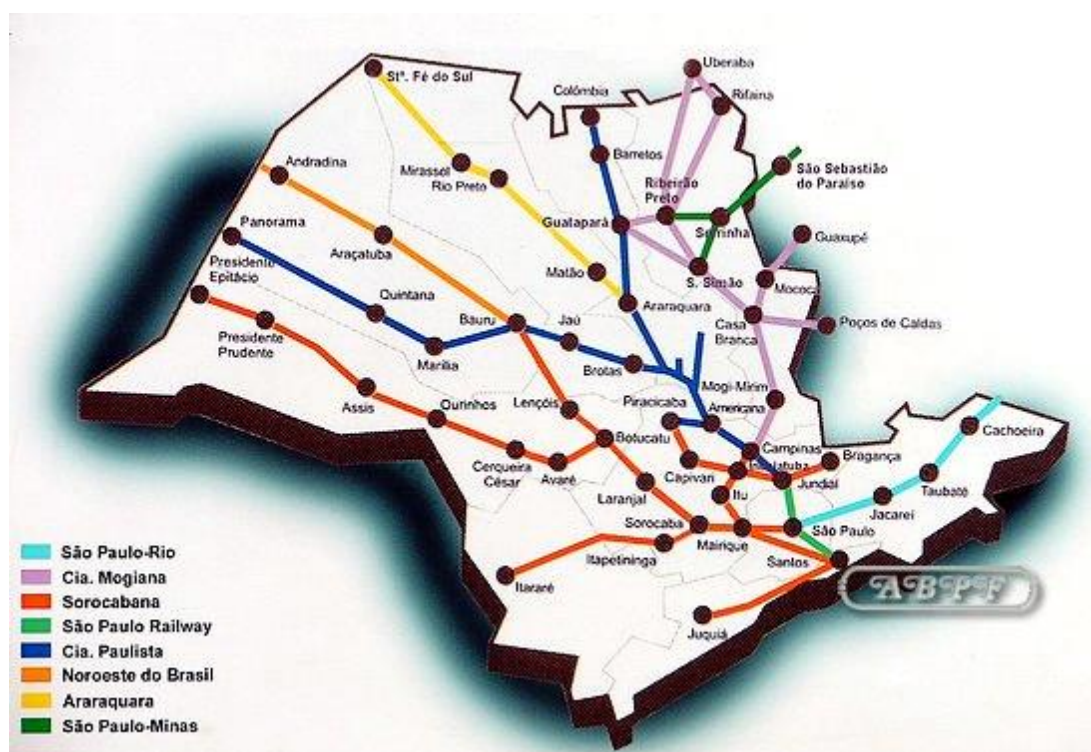 Uberaba
Stª. Fé do Sul
Colômbia
Rifaina
Barretos
Andradina
Mirassol
Rio Preto
São Sebastião
do Paraíso
Ribeirão
Preto
Panorama
Guatapará
Serrinha
Guaxupé
Araçatuba
Presidente
Epitácio
Matão
S. Simão
Mococa
Quintana
Araraquara
Bauru
Jaú
Casa
Branca
Poços de Caldas
Presidente
Prudente
Marília
Brotas
Mogi-Mirim
Piracicaba
Assis
Ourinhos
Lençóis
Americana
Cachoeira
Botucatu
Campinas
Bragança
Cerqueira
César
Avaré
Capivari
Jundiaí
Taubaté
Laranjal
Itu
Jacareí
Sorocaba
São Paulo
Mairique
Itapetininga
Santos
Itararé
Juquiá
São Paulo-Rio
Cia. Mogiana
Sorocabana
São Paulo Railway
Cia. Paulista
Noroeste do Brasil
Araraquara
São Paulo-Minas
ABPF